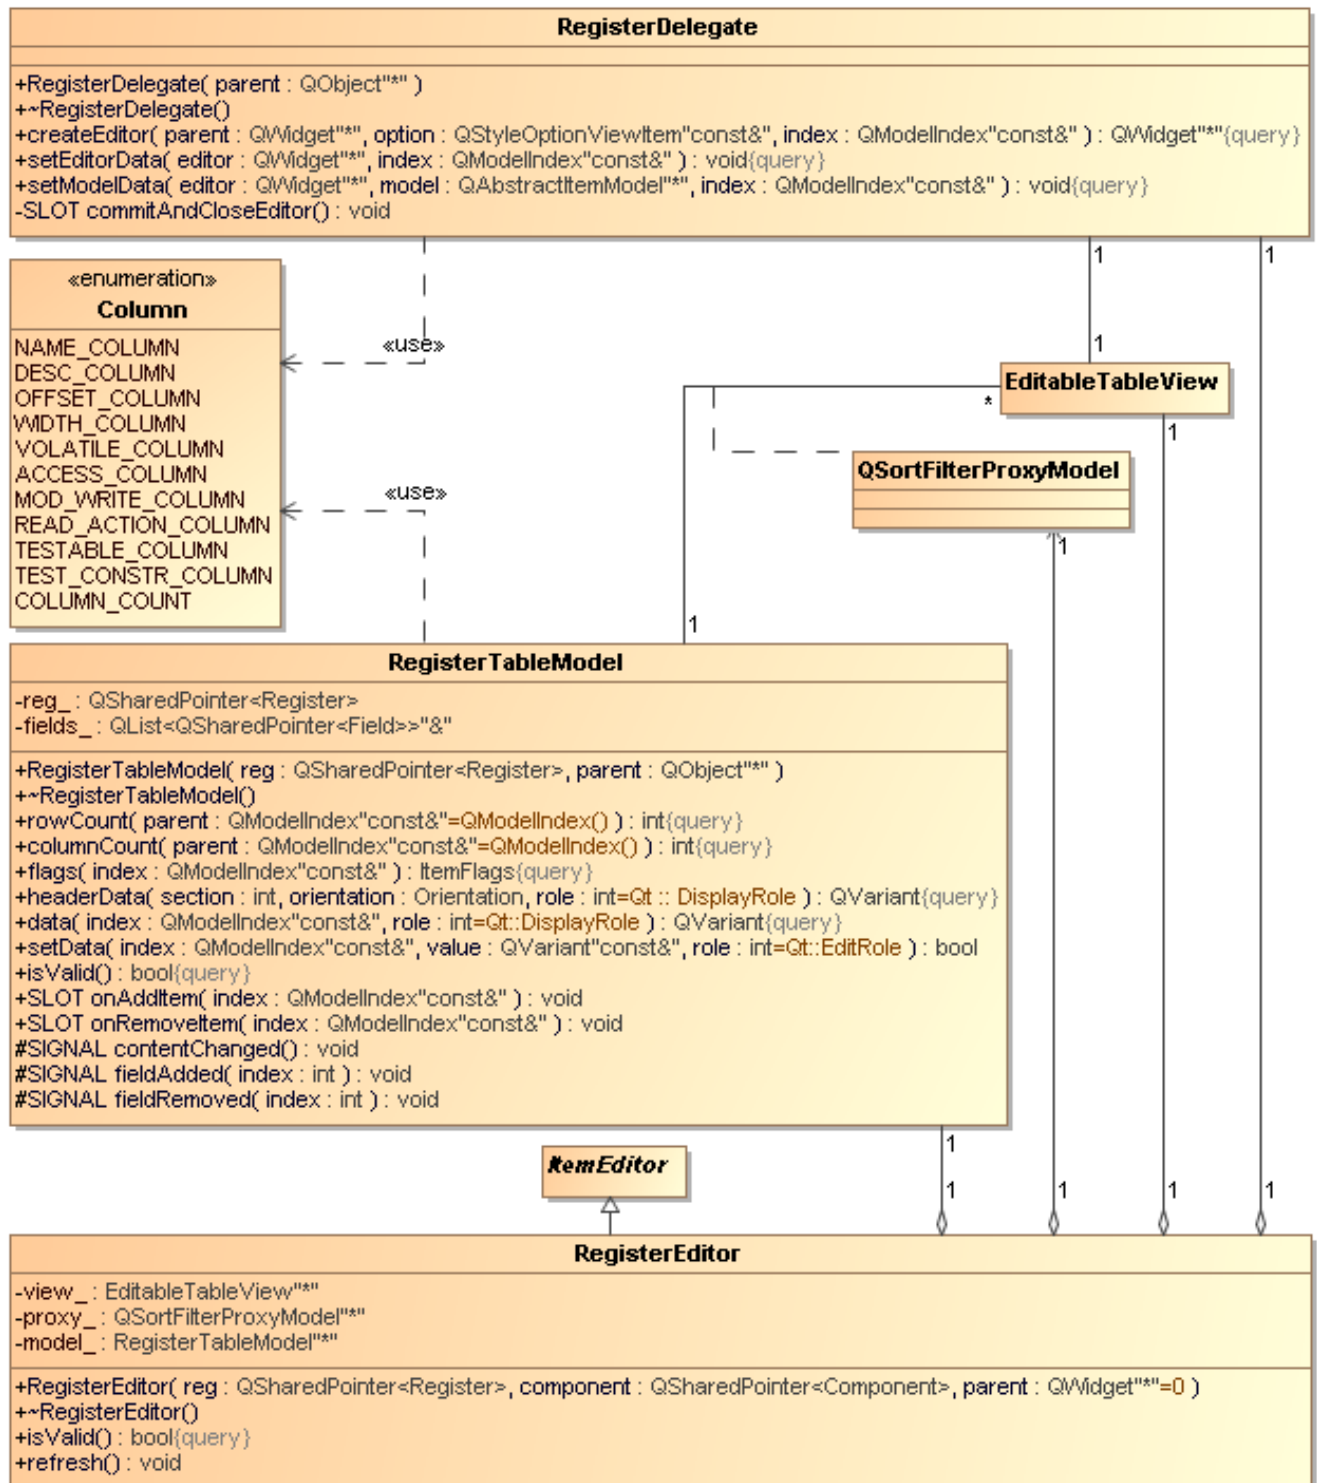 RegisterDelegate
+RegisterDelegate( parent : QObject"*" )
+~RegisterDelegate()
+createEditor( parent : QWidget"*", option : QStyleOptionViewItem"const&", index : QModelIndex"const&" ) : QWidget"*"{query}
+setEditorData( editor : QWidget"*", index : QModelIndex"const&" ) : void{query}
+setModelData( editor : QWidget"*", model : QAbstractItemModel"*", index : QModelIndex"const&" ) : void{query}
-SLOT commitAndCloseEditor() : void
1
1
«enumeration»
Column
NAME_COLUMN
DESC_COLUMN
OFFSET_COLUMN
WIDTH_COLUMN
VOLATILE_COLUMN
ACCESS_COLUMN
MOD_WRITE_COLUMN
READ_ACTION_COLUMN
TESTABLE_COLUMN
TEST_CONSTR_COLUMN
COLUMN_COUNT
«use»
1
EditableTableView
*
1
QSortFilterProxyModel
«use»
1
1
RegisterTableModel
-reg_ : QSharedPointer<Register>
-fields_ : QList<QSharedPointer<Field>>"&"
+RegisterTableModel( reg : QSharedPointer<Register>, parent : QObject"*" )
+~RegisterTableModel()
+rowCount( parent : QModelIndex"const&"=QModelIndex() ) : int{query}
+columnCount( parent : QModelIndex"const&"=QModelIndex() ) : int{query}
+flags( index : QModelIndex"const&" ) : ItemFlags{query}
+headerData( section : int, orientation : Orientation, role : int=Qt :: DisplayRole ) : QVariant{query}
+data( index : QModelIndex"const&", role : int=Qt::DisplayRole ) : QVariant{query}
+setData( index : QModelIndex"const&", value : QVariant"const&", role : int=Qt::EditRole ) : bool
+isValid() : bool{query}
+SLOT onAddItem( index : QModelIndex"const&" ) : void
+SLOT onRemoveItem( index : QModelIndex"const&" ) : void
#SIGNAL contentChanged() : void
#SIGNAL fieldAdded( index : int ) : void
#SIGNAL fieldRemoved( index : int ) : void
1
ItemEditor
1
1
1
1
RegisterEditor
-view_ : EditableTableView"*"
-proxy_ : QSortFilterProxyModel"*"
-model_ : RegisterTableModel"*"
+RegisterEditor( reg : QSharedPointer<Register>, component : QSharedPointer<Component>, parent : QWidget"*"=0 )
+~RegisterEditor()
+isValid() : bool{query}
+refresh() : void